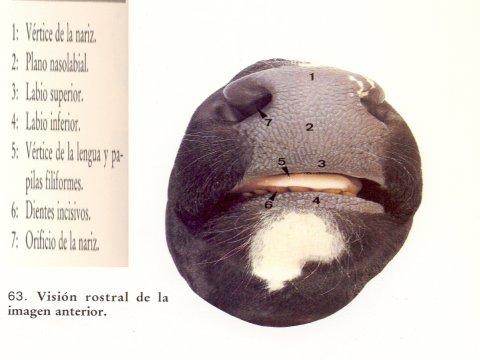 1: Vértice de la nariz.
2: Plano nasolabial.
3: Labio superior.
4: Labio inferior.
5: Vértice de la lengua y pa-
pilas filiformes.
6: Dientes incisivos.
7: Orificio de la nariz.
1
7
2
3
5
6
4
63. Visión rostral de la
imagen anterior.